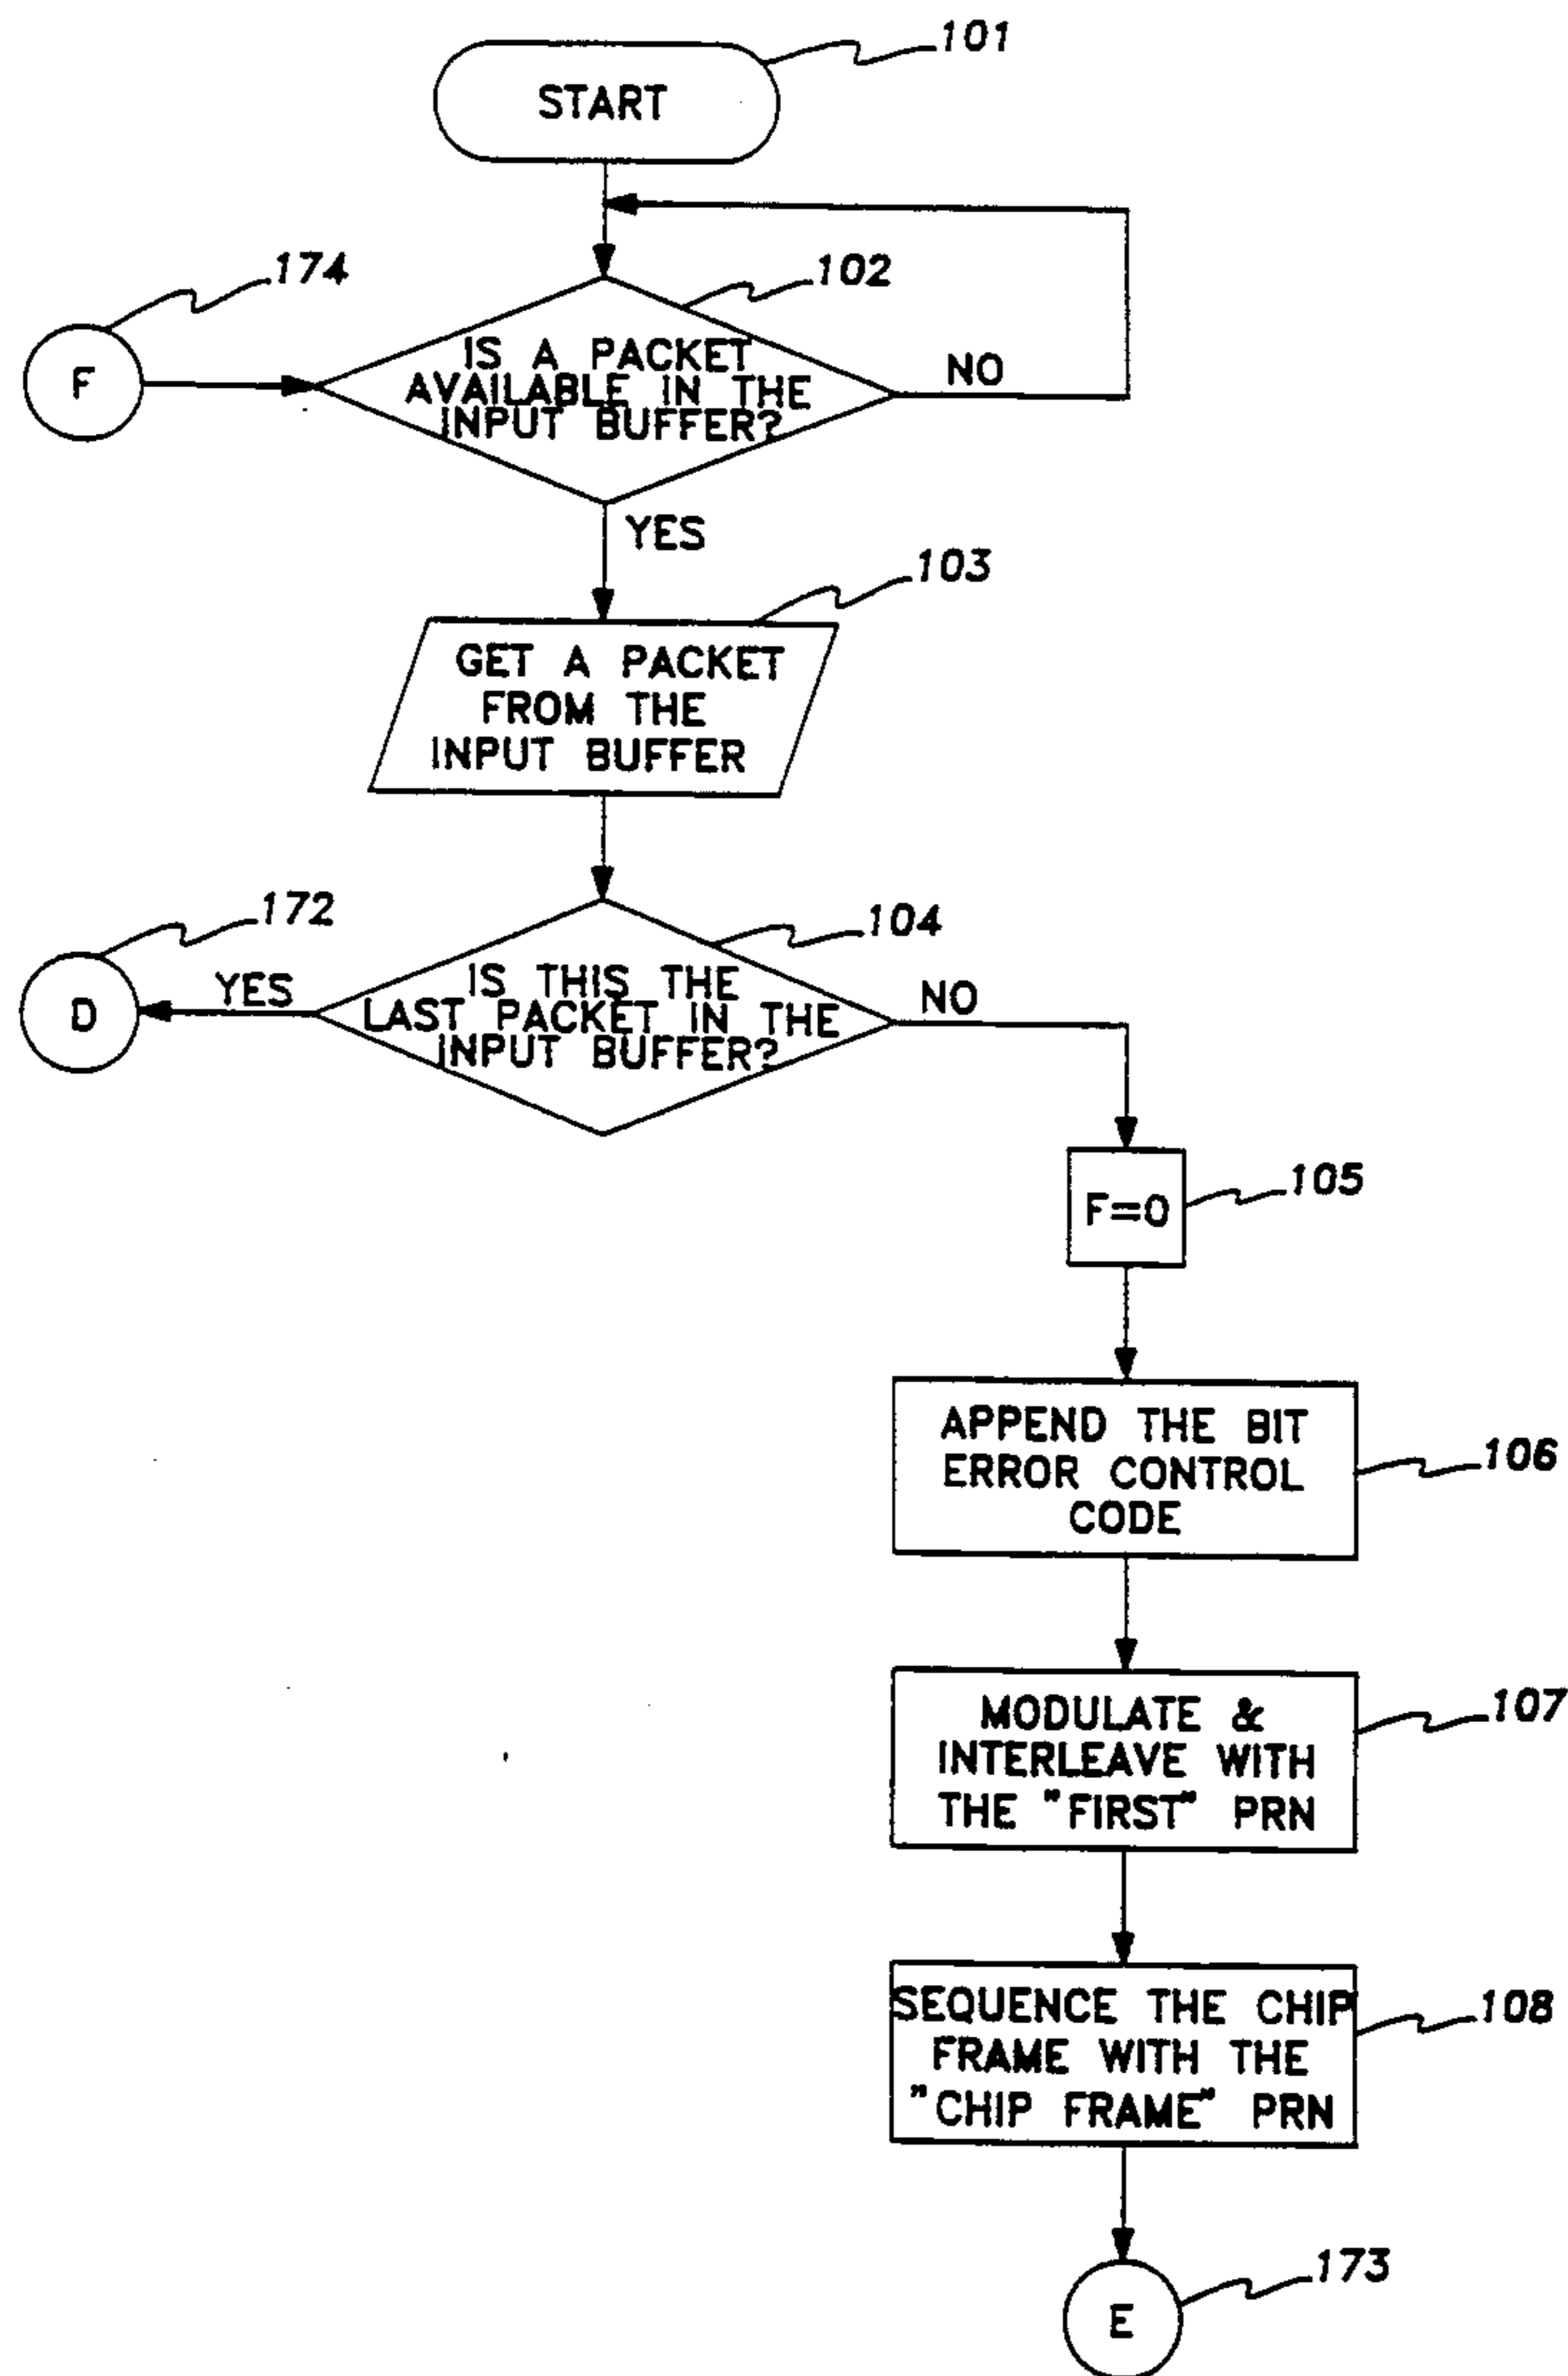 101
START
174
102
F
IS A PACKET
AVAILABLE IN THE
INPUT BUFFER?
NO
YES
103
GET A PACKET
FROM THE
INPUT BUFFER
172
104
D
YES
IS THIS THE
LAST PACKET IN THE
INPUT BUFFER?
NO
F=0
105
APPEND THE BIT
ERROR CONTROL
CODE
106
MODULATE &
INTERLEAVE WITH
THE "FIRST" PRN
107
SEQUENCE THE CHIP
FRAME WITH THE
"CHIP FRAME" PRN
108
173
E